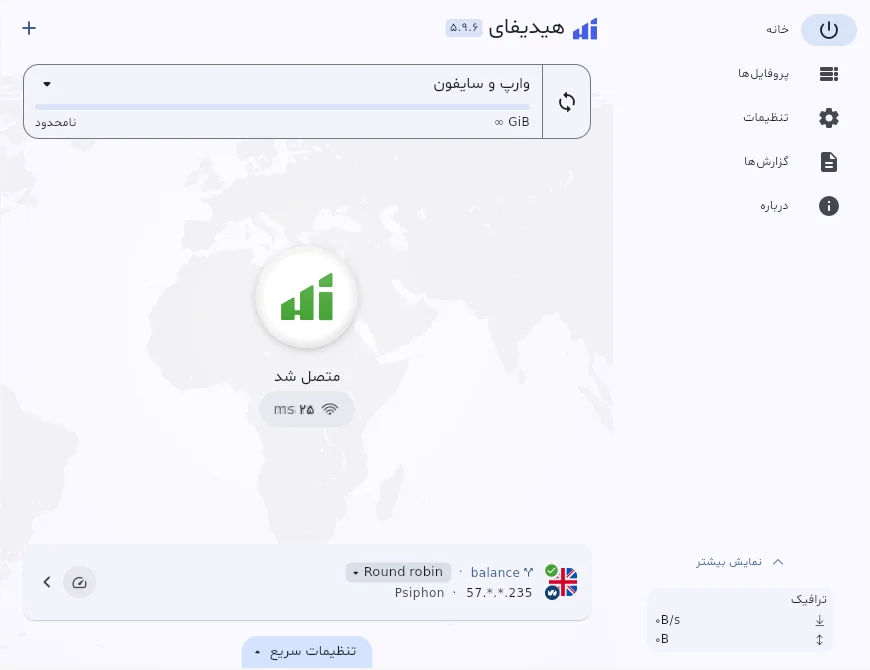 خانه
پروفایل‌ها
تنظیمات
گزارش‌ها
درباره
هیدیفای ۵.۹.۶
وارپ و سایفون
∞ GiB
نامحدود
متصل شد
۲۵ ms
balance · Round robin
57.*.*.235 · Psiphon
تنظیمات سریع
نمایش بیشتر
ترافیک
۰B/s
۰B